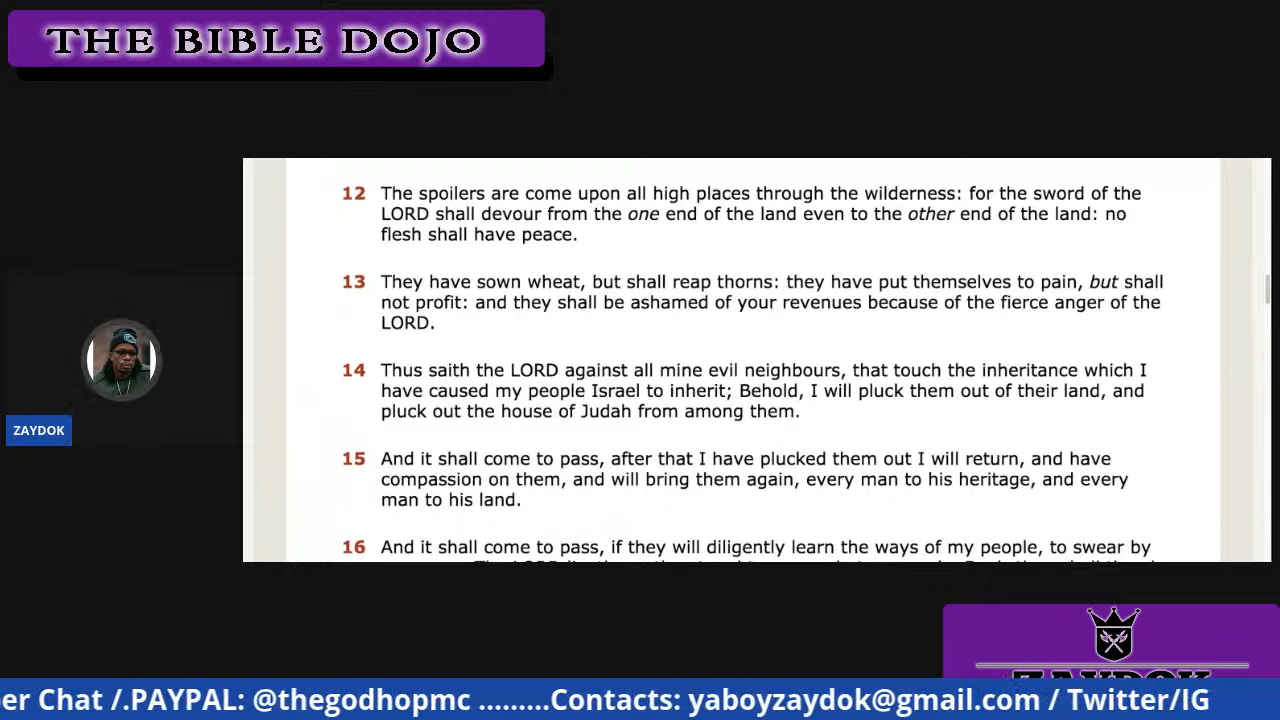 THE BIBLE DOJO
12 The spoilers are come upon all high places through the wilderness: for the sword of the
LORD shall devour from the one end of the land even to the other end of the land: no
flesh shall have peace.
13 They have sown wheat, but shall reap thorns: they have put themselves to pain, but shall
not profit: and they shall be ashamed of your revenues because of the fierce anger of the
LORD.
14 Thus saith the LORD against all mine evil neighbours, that touch the inheritance which I
have caused my people Israel to inherit; Behold, I will pluck them out of their land, and
pluck out the house of Judah from among them.
15 And it shall come to pass, after that I have plucked them out I will return, and have
compassion on them, and will bring them again, every man to his heritage, and every
man to his land.
16 And it shall come to pass, if they will diligently learn the ways of my people, to swear by
ZAYDOK
ZAYDOK
er Chat /.PAYPAL: @thegodhopmc .........Contacts: yaboyzaydok@gmail.com / Twitter/IG